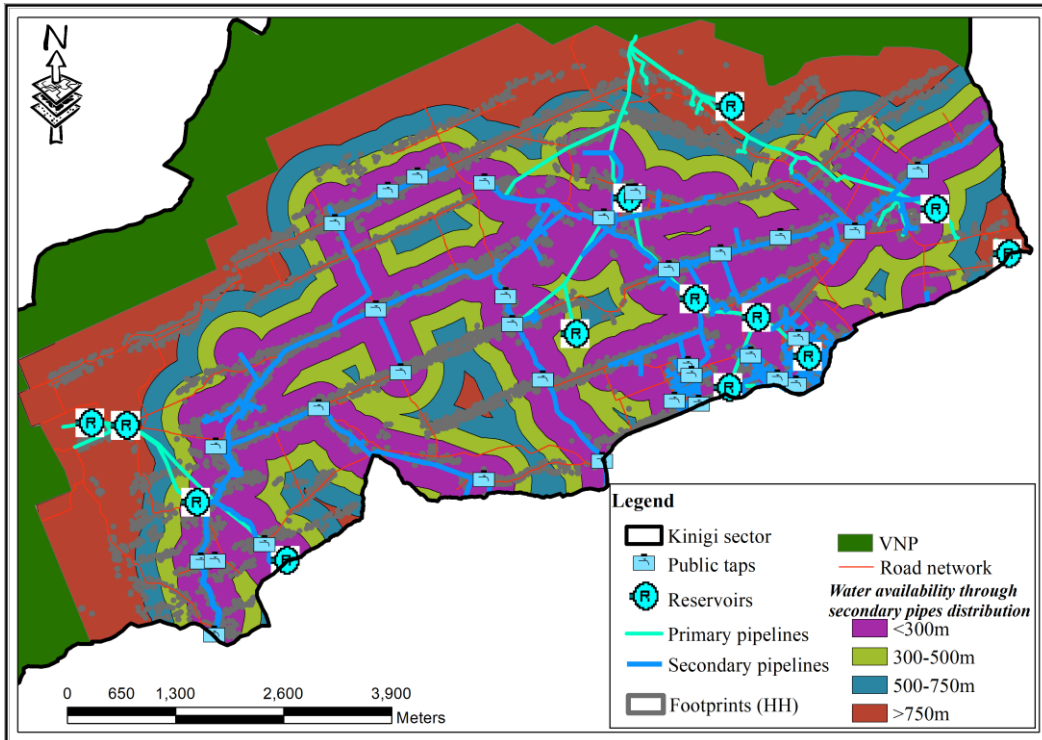 N
R
R
R
R
R
R
R
R
R
R
R
R
R
Legend
Kinigi sector
Public taps
R
Reservoirs
Primary pipelines
Secondary pipelines
Footprints (HH)
VNP
Road network
Water availability through
secondary pipes distribution
<300m
300-500m
500-750m
>750m
0 650 1,300 2,600 3,900
Meters